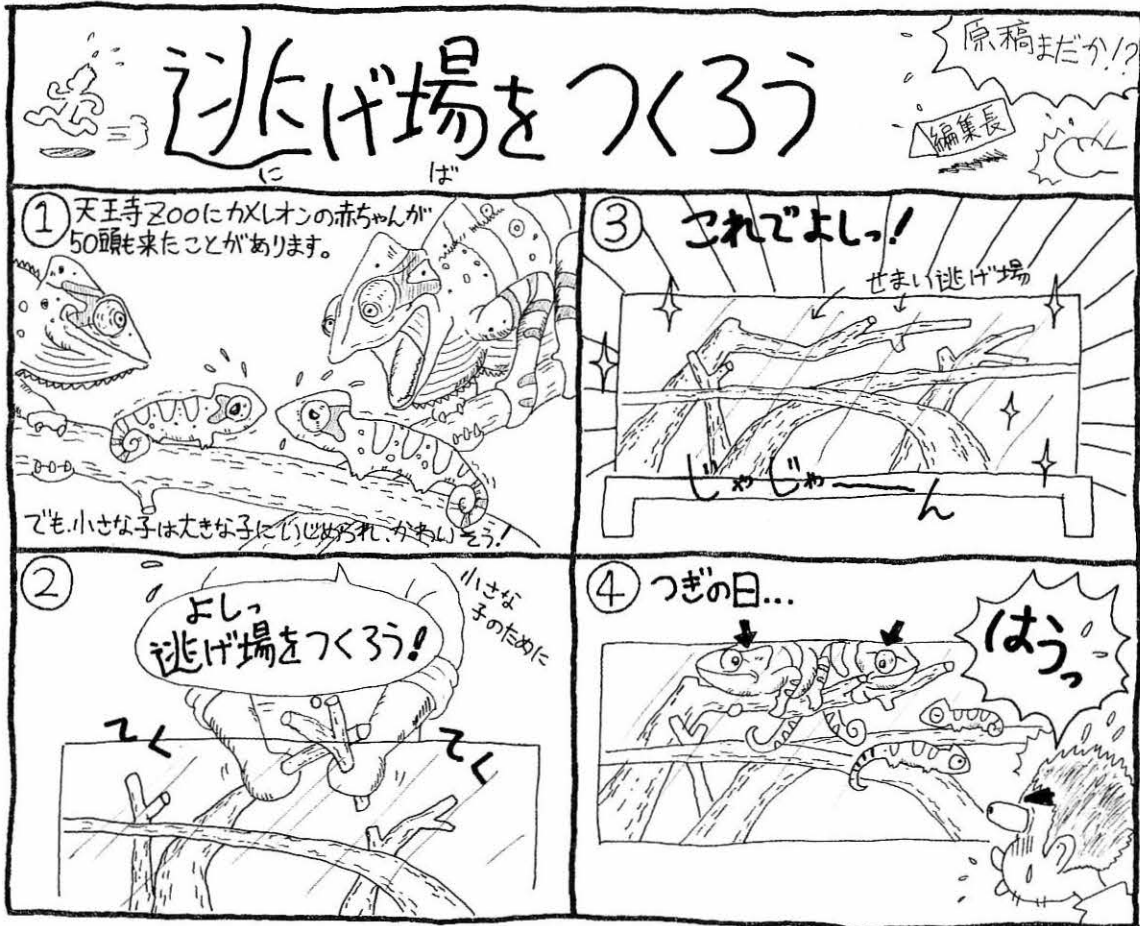 逃げ場をつくろう
に ば
原稿まだか!?
編集長
① 天王寺ZOOにカメレオンの赤ちゃんが
50頭も来たことがあります。
でも、小さな子は大きな子にいじめられ、かわいそう!
②
よしっ
逃げ場をつくろう!
小さな
子のために
てく
てく
③ これでよしっ!
せまい逃げ場
じゃじゃーーん
④ つぎの日...
はうっ